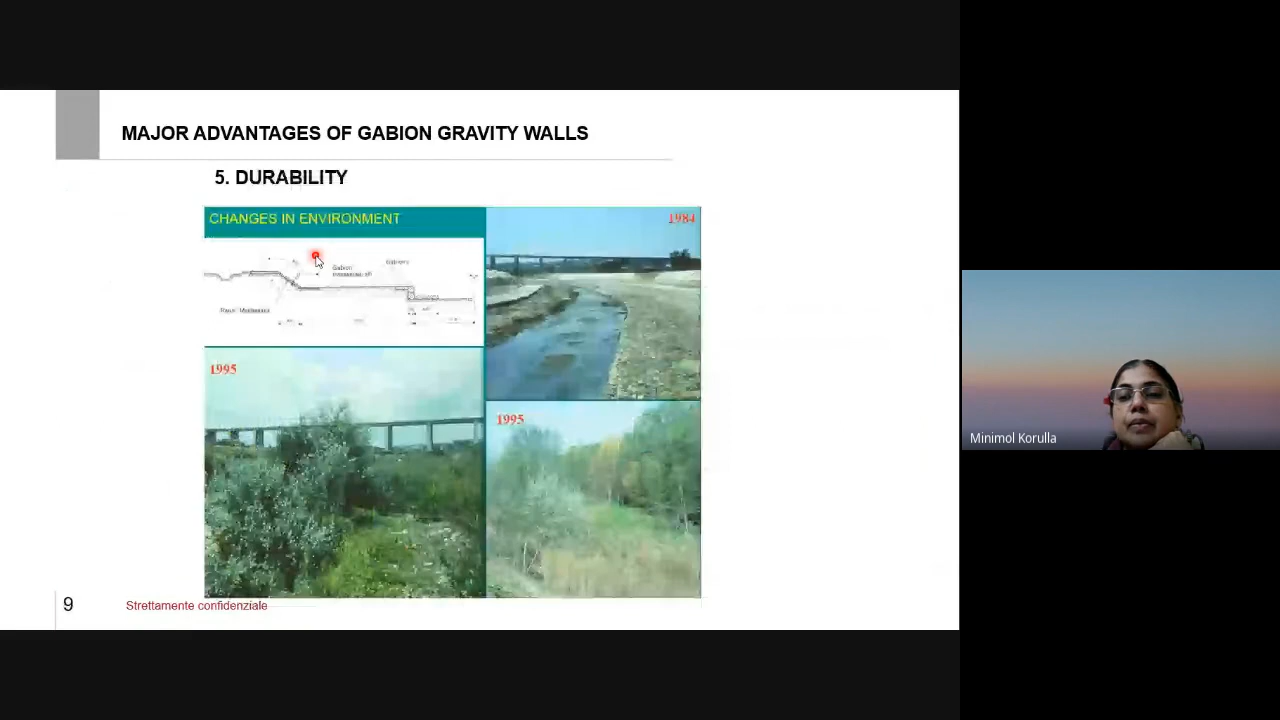 MAJOR ADVANTAGES OF GABION GRAVITY WALLS
5. DURABILITY
CHANGES IN ENVIRONMENT
1984
Gabion
1995
1995
9
Strettamente confidenziale
Minimol Korulla